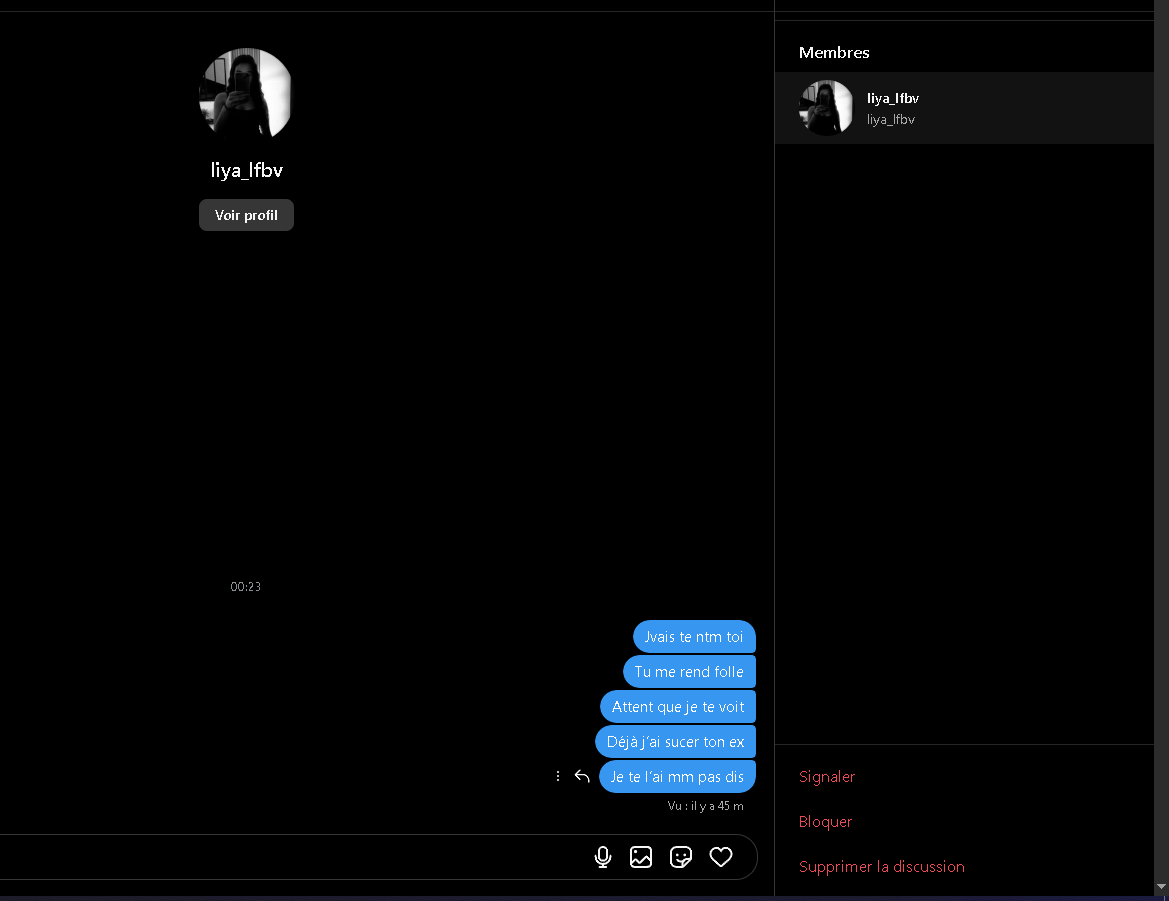 Membres
liya_lfbv
liya_lfbv
liya_lfbv
Voir profil
00:23
Jvais te ntm toi
Tu me rend folle
Attent que je te voit
Déjà j'ai sucer ton ex
Je te l'ai mm pas dis
Vu : il y a 45 m
Signaler
Bloquer
Supprimer la discussion